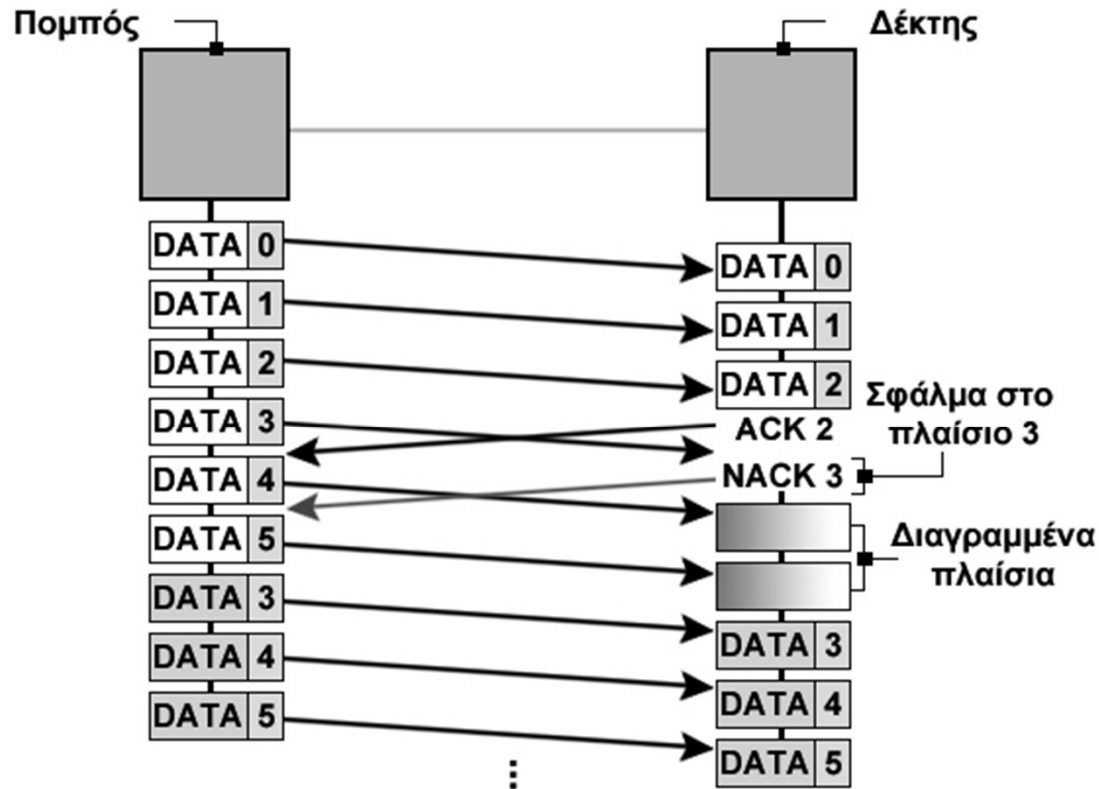 Πομπός
Δέκτης
DATA 0
DATA 1
DATA 2
DATA 3
DATA 4
DATA 5
DATA 3
DATA 4
DATA 5
DATA 0
DATA 1
DATA 2
ACK 2
NACK 3
Σφάλμα στο
πλαίσιο 3
Διαγραμμένα
πλαίσια
DATA 3
DATA 4
DATA 5